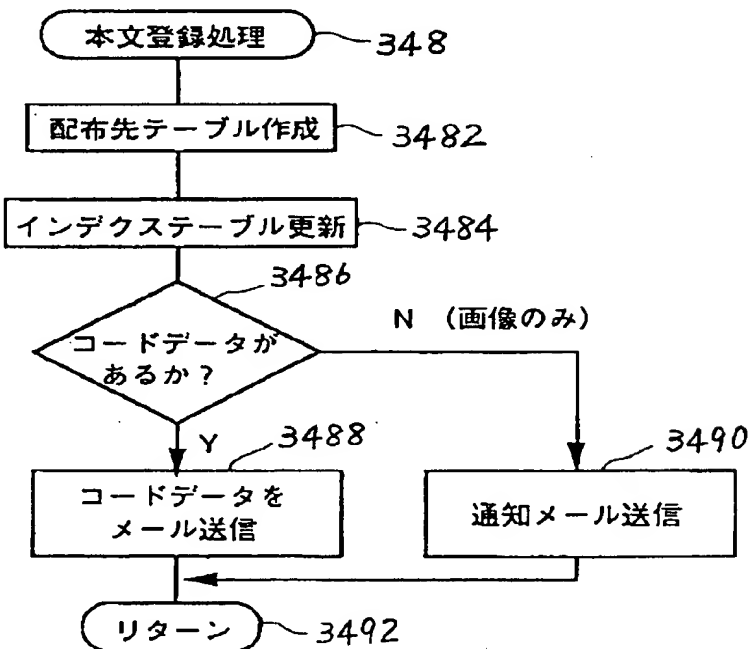 本文登録処理 348
配布先テーブル作成 3482
インデクステーブル更新 3484
3486
N (画像のみ)
コードデータが
あるか?
Y 3488 3490
コードデータを
メール送信
通知メール送信
リターン 3492